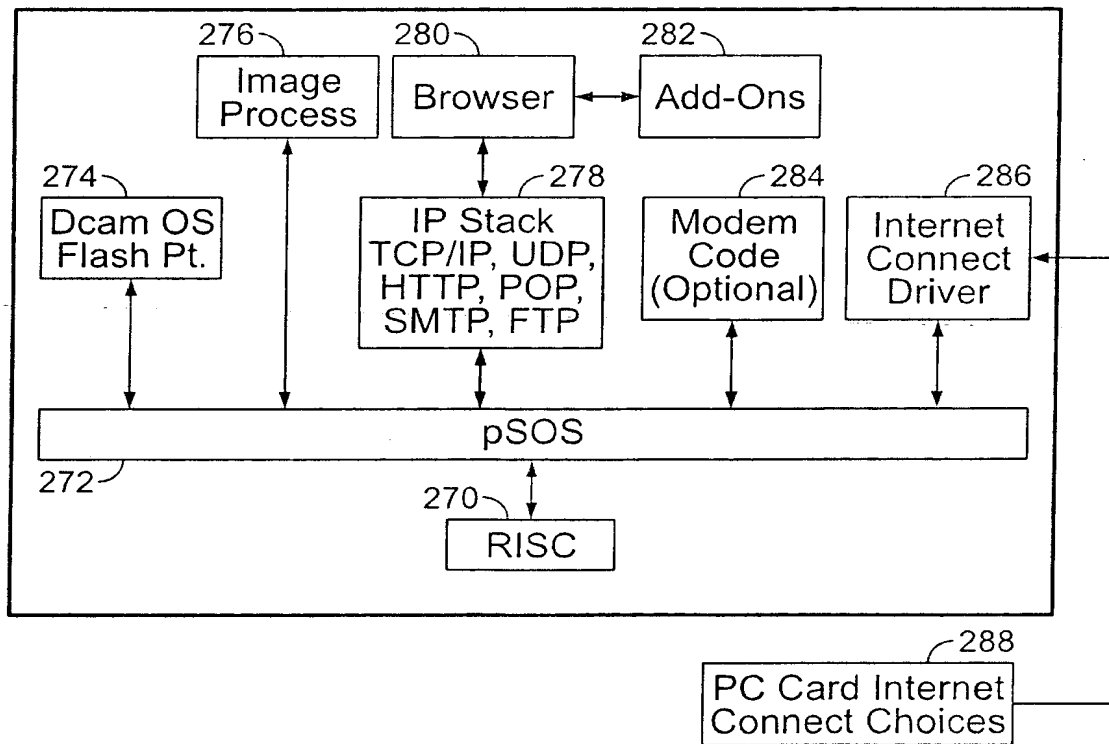 276
Image
Process
280
Browser
282
Add-Ons
274
Dcam OS
Flash Pt.
278
IP Stack
TCP/IP, UDP,
HTTP, POP,
SMTP, FTP
284
Modem
Code
(Optional)
286
Internet
Connect
Driver
pSOS
272
270
RISC
288
PC Card Internet
Connect Choices